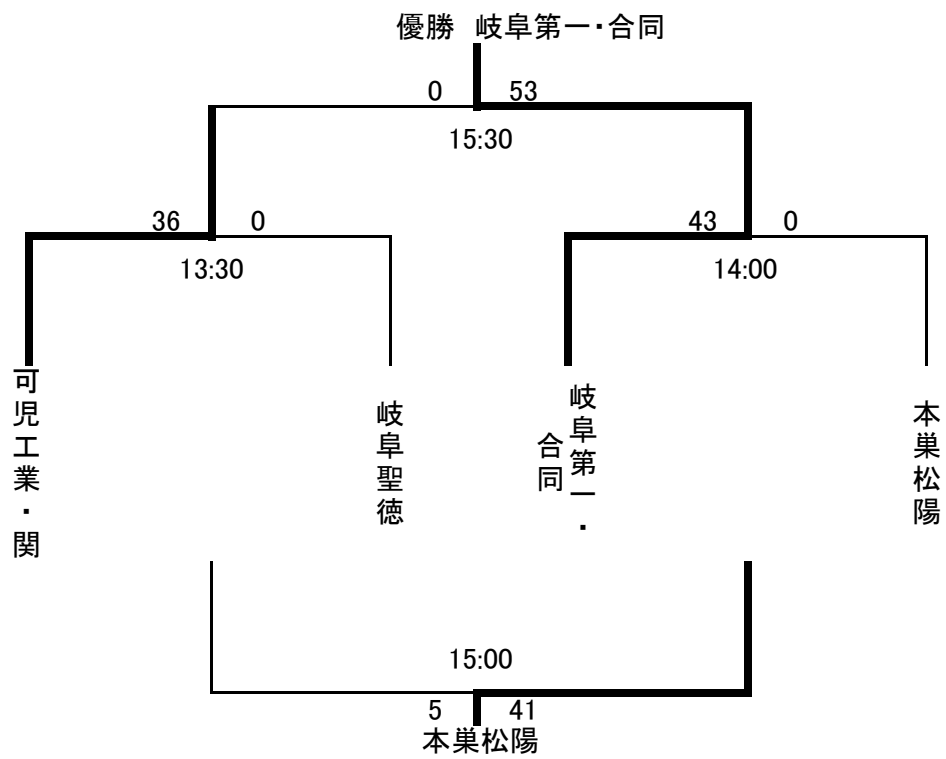 優勝 岐阜第一・合同
0 53
15:30
36 0 43 0
13:30 14:00
可児工業・関
岐阜聖徳
岐阜第一・
合同
本巣松陽
15:00
5 41
本巣松陽